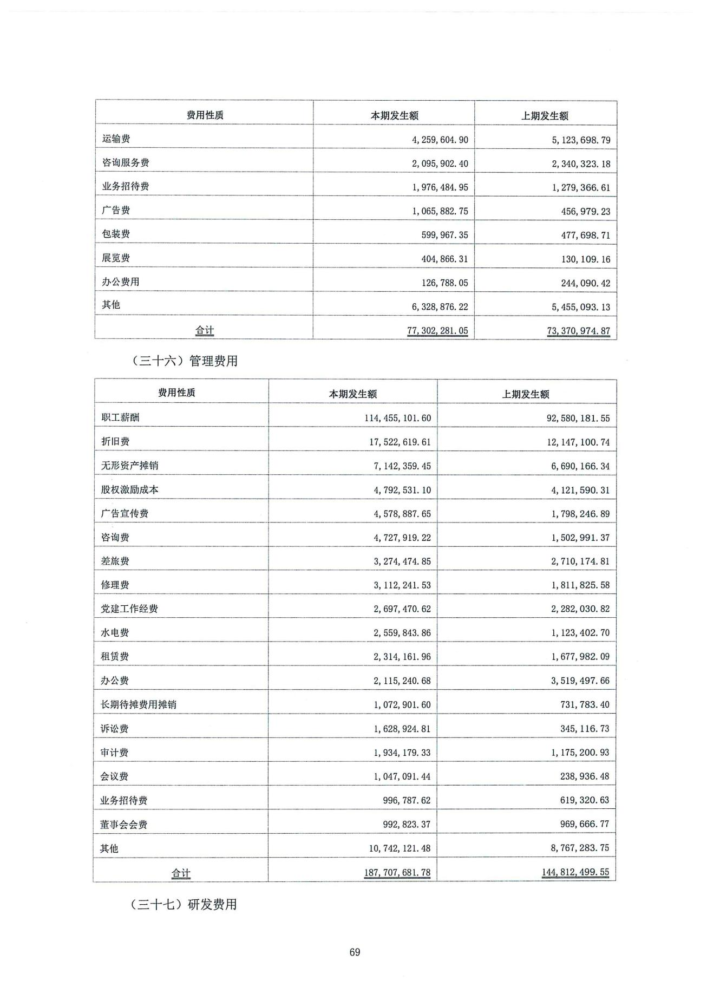 费用性质 本期发生额 上期发生额
运输费 4,259,604.90 5,123,698.79
咨询服务费 2,095,902.40 2,340,323.18
业务招待费 1,976,484.95 1,279,366.61
广告费 1,065,882.75 456,979.23
包装费 599,967.35 477,698.71
展览费 404,866.31 130,109.16
办公费用 126,788.05 244,090.42
其他 6,328,876.22 5,455,093.13
合计 77,302,281.05 73,370,974.87
（三十六）管理费用
费用性质 本期发生额 上期发生额
职工薪酬 114,455,101.60 92,580,181.55
折旧费 17,522,619.61 12,147,100.74
无形资产摊销 7,142,359.45 6,690,166.34
股权激励成本 4,792,531.10 4,121,590.31
广告宣传费 4,578,887.65 1,798,246.89
咨询费 4,727,919.22 1,502,991.37
差旅费 3,274,474.85 2,710,174.81
修理费 3,112,241.53 1,811,825.58
党建工作经费 2,697,470.62 2,282,030.82
水电费 2,559,843.86 1,123,402.70
租赁费 2,314,161.96 1,677,982.09
办公费 2,115,240.68 3,519,497.66
长期待摊费用摊销 1,072,901.60 731,783.40
诉讼费 1,628,924.81 345,116.73
审计费 1,934,179.33 1,175,200.93
会议费 1,047,091.44 238,936.48
业务招待费 996,787.62 619,320.63
董事会会费 992,823.37 969,666.77
其他 10,742,121.48 8,767,283.75
合计 187,707,681.78 144,812,499.55
（三十七）研发费用
69